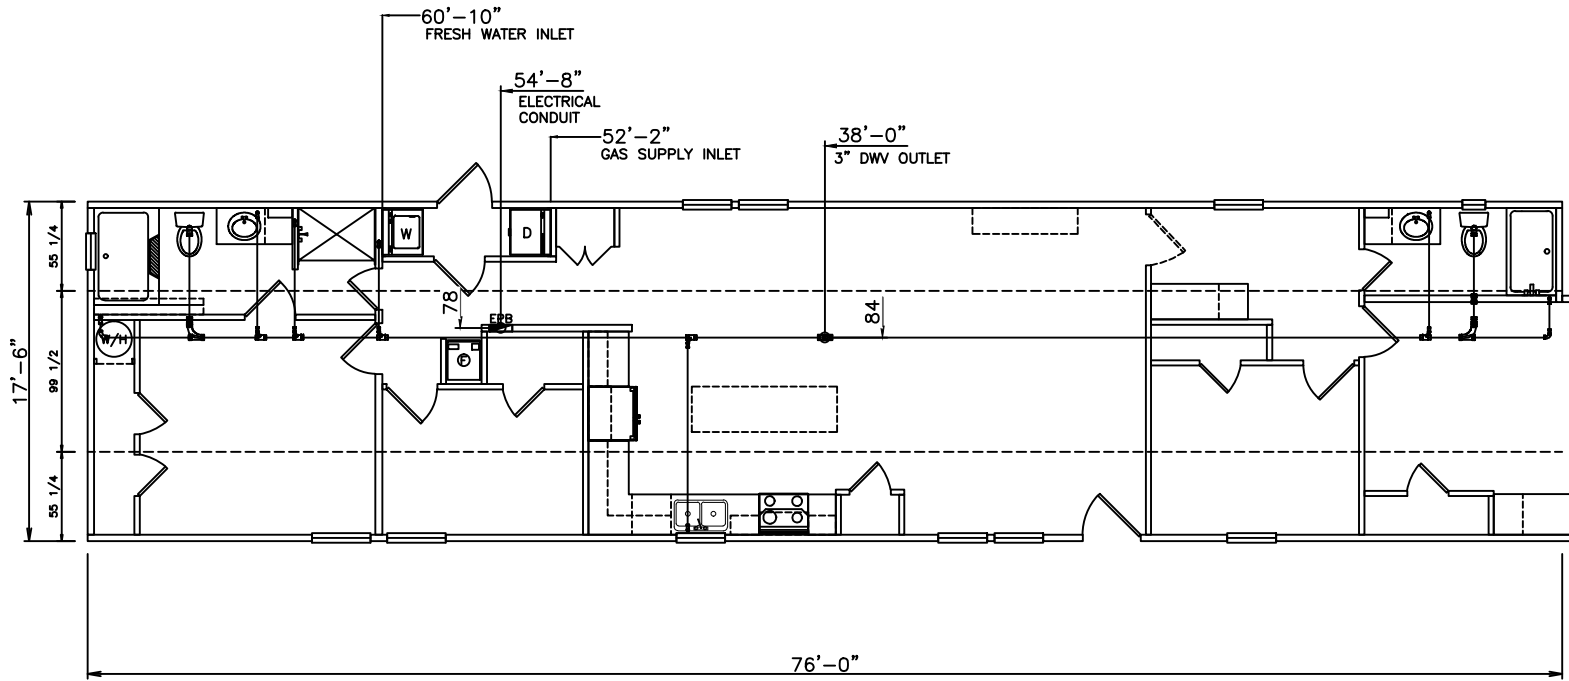 60'-10"
FRESH WATER INLET
54'-8"
ELECTRICAL
CONDUIT
52'-2"
GAS SUPPLY INLET
38'-0"
3" DWV OUTLET
55 1/4
W
D
78
EPB
84
W/H
F
17'-6"
99 1/2
55 1/4
76'-0"